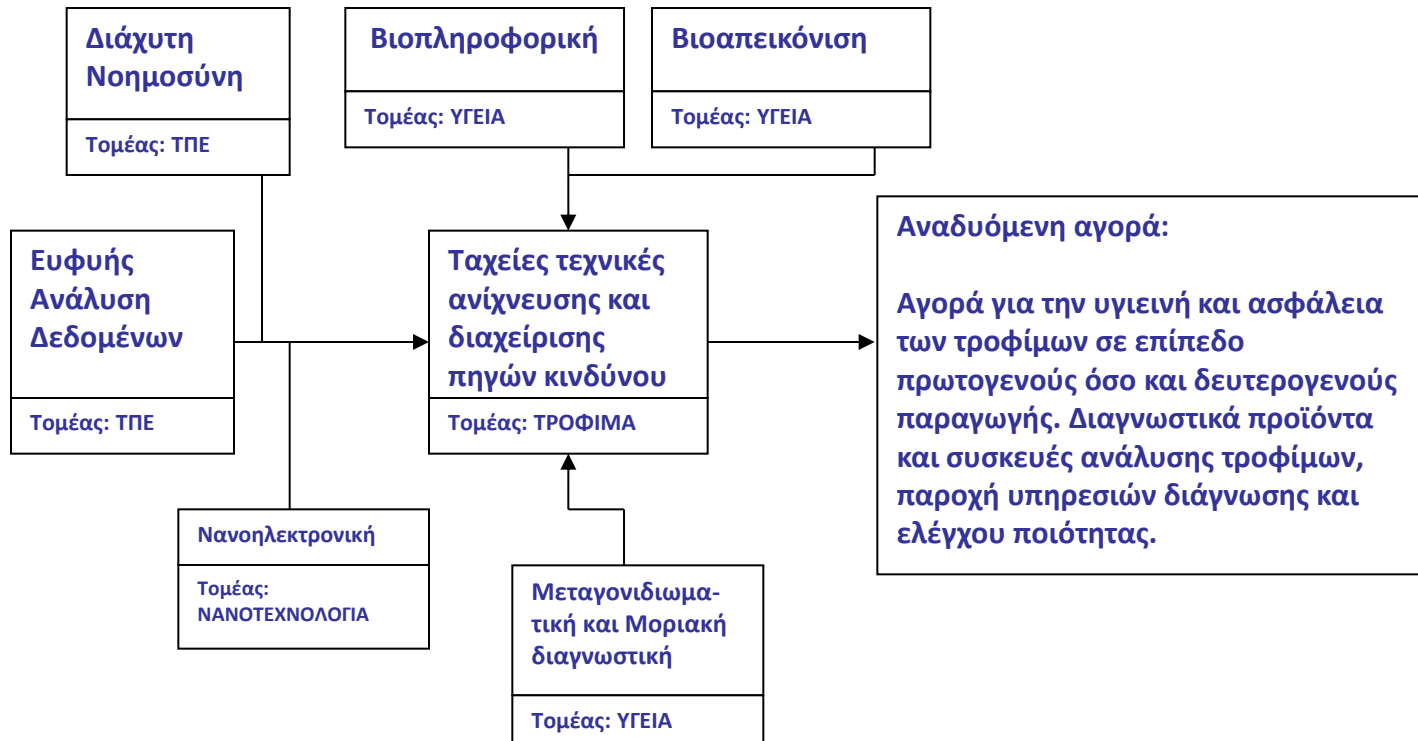 Διάχυτη
Νοημοσύνη
Τομέας: ΤΠΕ
Βιοπληροφορική
Τομέας: ΥΓΕΙΑ
Βιοαπεικόνιση
Τομέας: ΥΓΕΙΑ
Ευφυής
Ανάλυση
Δεδομένων
Τομέας: ΤΠΕ
Ταχείες τεχνικές
ανίχνευσης και
διαχείρισης
πηγών κινδύνου
Τομέας: ΤΡΟΦΙΜΑ
Αναδυόμενη αγορά:
Αγορά για την υγιεινή και ασφάλεια
των τροφίμων σε επίπεδο
πρωτογενούς όσο και δευτερογενούς
παραγωγής. Διαγνωστικά προϊόντα
και συσκευές ανάλυσης τροφίμων,
παροχή υπηρεσιών διάγνωσης και
ελέγχου ποιότητας.
Νανοηλεκτρονική
Τομέας:
ΝΑΝΟΤΕΧΝΟΛΟΓΙΑ
Μεταγονιδιωμα-
τική και Μοριακή
διαγνωστική
Τομέας: ΥΓΕΙΑ